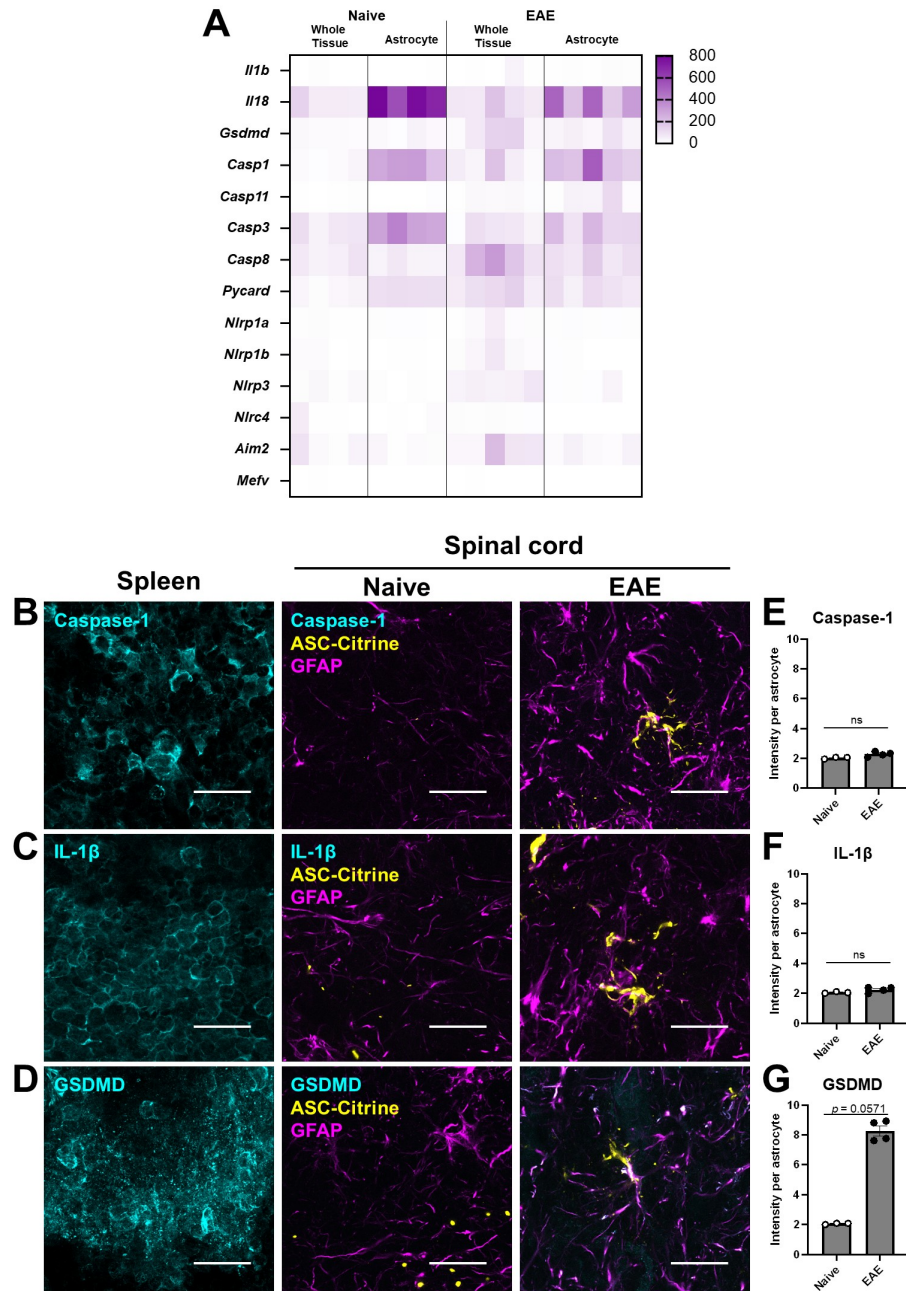 A
Naive
EAE
Whole
Tissue
Astrocyte
Whole
Tissue
Astrocyte
Il1b
Il18
Gsdmd
Casp1
Casp11
Casp3
Casp8
Pycard
Nlrp1a
Nlrp1b
Nlrp3
Nlrc4
Aim2
Mefv
800
600
400
200
0
Spinal cord
Spleen
Naive
EAE
B
Caspase-1
Caspase-1
ASC-Citrine
GFAP
E
Caspase-1
Intensity per astrocyte
10
8
6
4
2
0
ns
Naive
EAE
C
IL-1β
IL-1β
ASC-Citrine
GFAP
F
IL-1β
Intensity per astrocyte
10
8
6
4
2
0
ns
Naive
EAE
D
GSDMD
GSDMD
ASC-Citrine
GFAP
G
GSDMD
Intensity per astrocyte
10
8
6
4
2
0
p = 0.0571
Naive
EAE